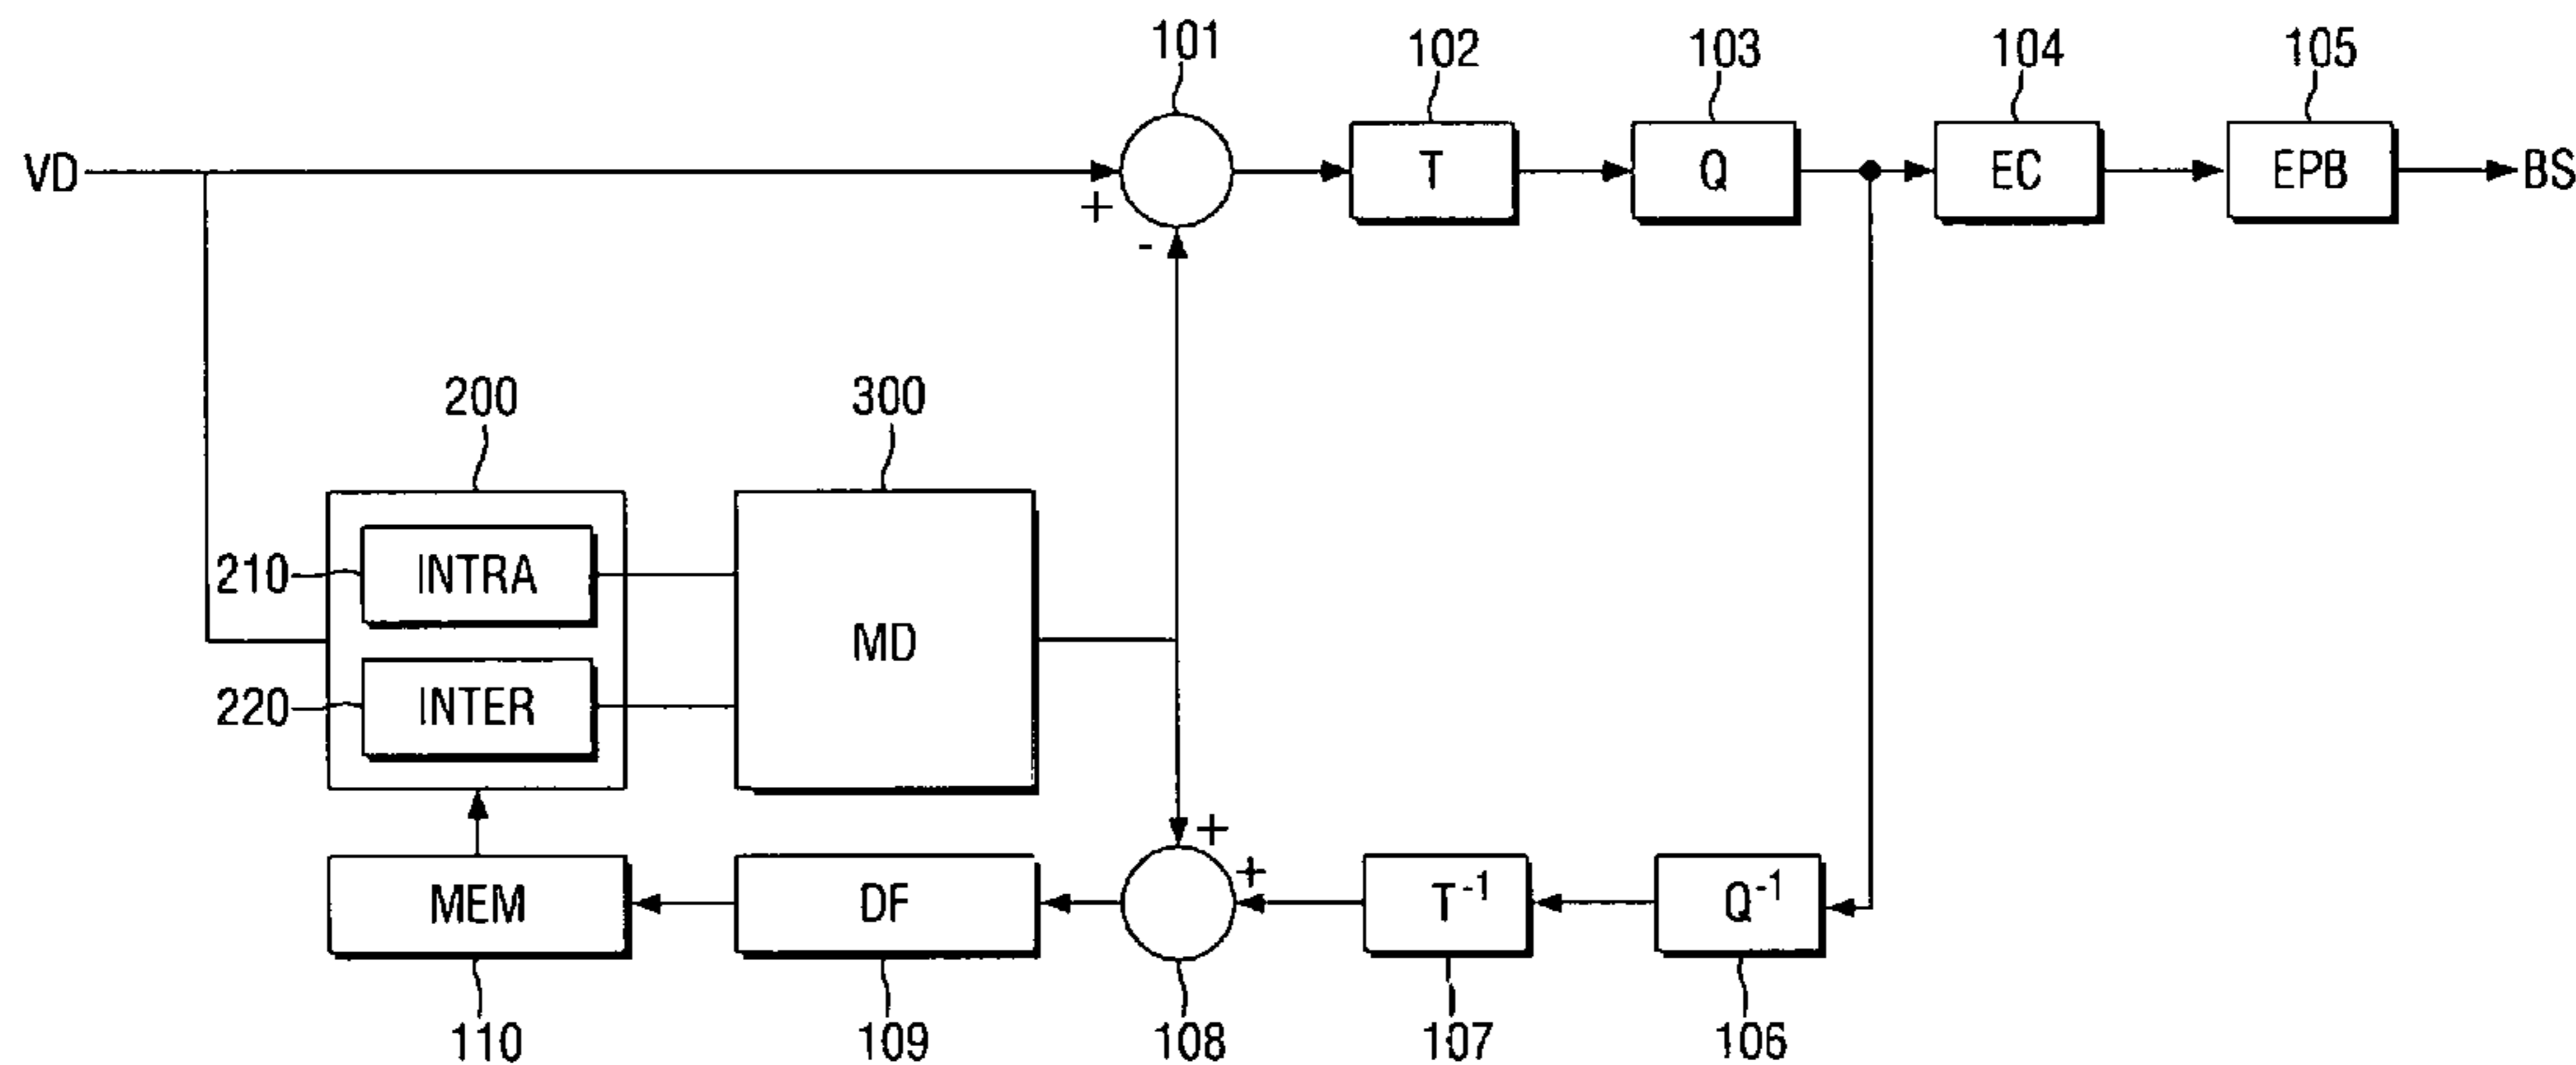 101
102
103
104
105
VD
+
-
T
Q
EC
EPB
BS
200
300
210
INTRA
MD
220
INTER
+
+
MEM
DF
T-1
Q-1
110
109
108
107
106